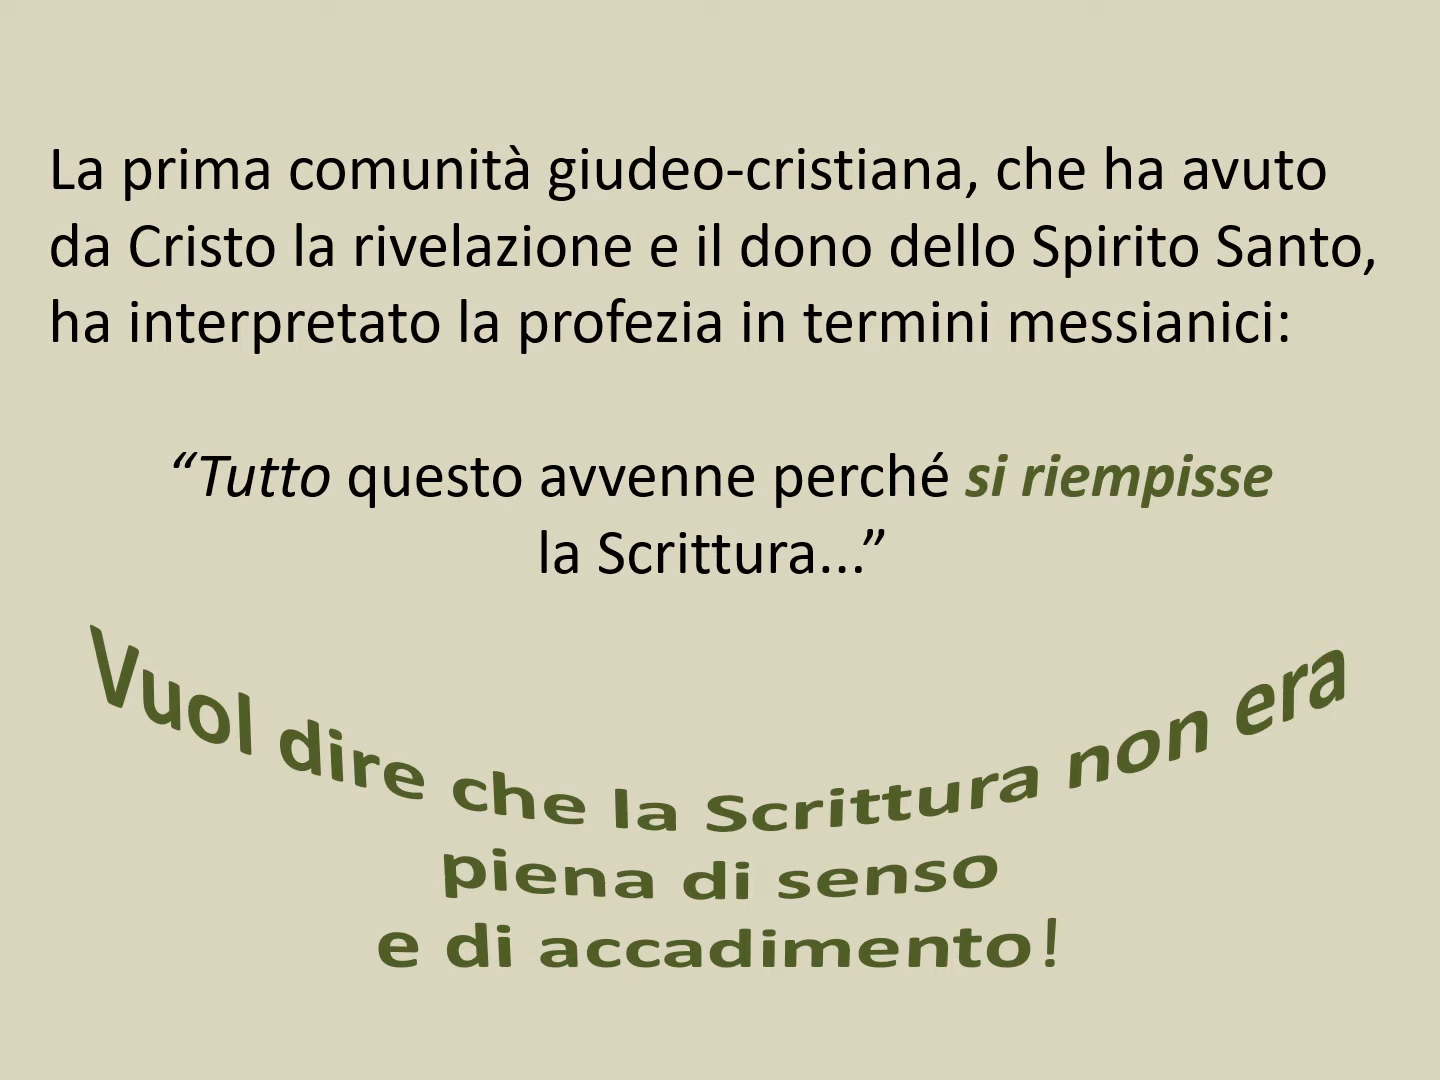 La prima comunità giudeo-cristiana, che ha avuto
da Cristo la rivelazione e il dono dello Spirito Santo,
ha interpretato la profezia in termini messianici:
“Tutto questo avvenne perché si riempisse
la Scrittura...”
Vuol dire che la Scrittura non era
piena di senso
e di accadimento!